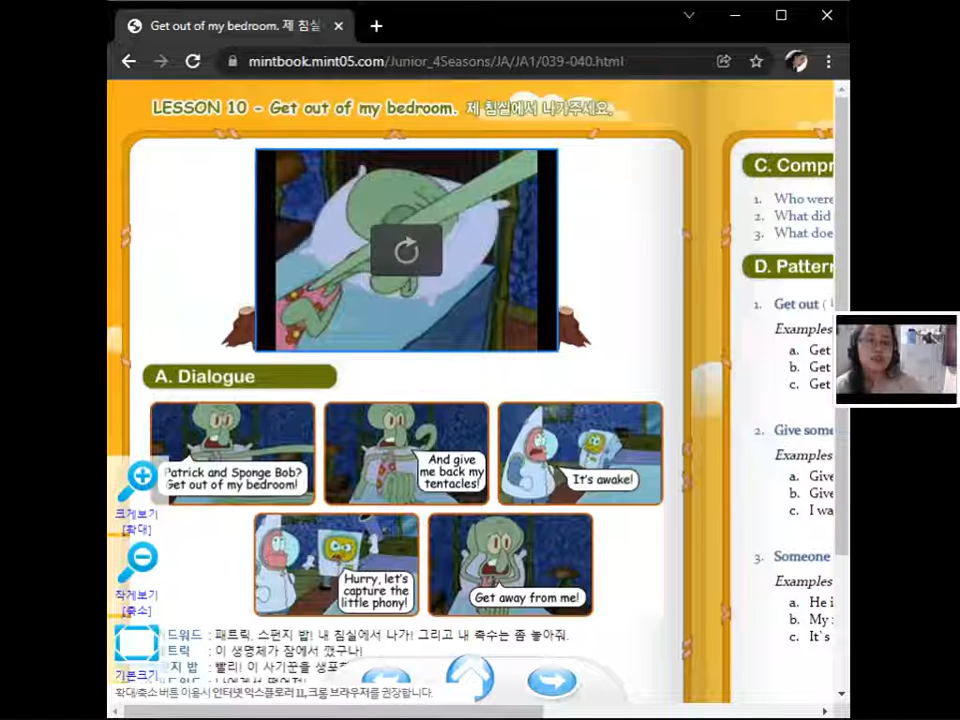 Get out of my bedroom. 제 침실
mintbook.mint05.com/Junior_4Seasons/JA/JA1/039-040.html
LESSON 10 - Get out of my bedroom. 제 침실에서 나가주세요.
A. Dialogue
Patrick and Sponge Bob?
Get out of my bedroom!
And give
me back my
tentacles!
It's awake!
Hurry, let's
capture the
little phony!
Get away from me!
드워드 : 패트릭, 스펀지 밥! 내 침실에서 나가! 그리고 내 촉수는 좀 놓아줘.
트릭 : 이 생명체가 잠에서 깼구나!
지 밥 : 빨리! 이 사기꾼을 생포하
크게보기
[확대]
작게보기
[축소]
기본크기
확대/축소 버튼 이용시 인터넷 익스플로러 11, 크롬 브라우저를 권장합니다.
C. Compr
1. Who were
2. What did
3. What doe
D. Pattern
1. Get out (
Examples
a. Get
b. Get
c. Get
2. Give some
Examples
a. Give
b. Give
c. I wa
3. Someone
Examples
a. He i
b. My
c. It`s